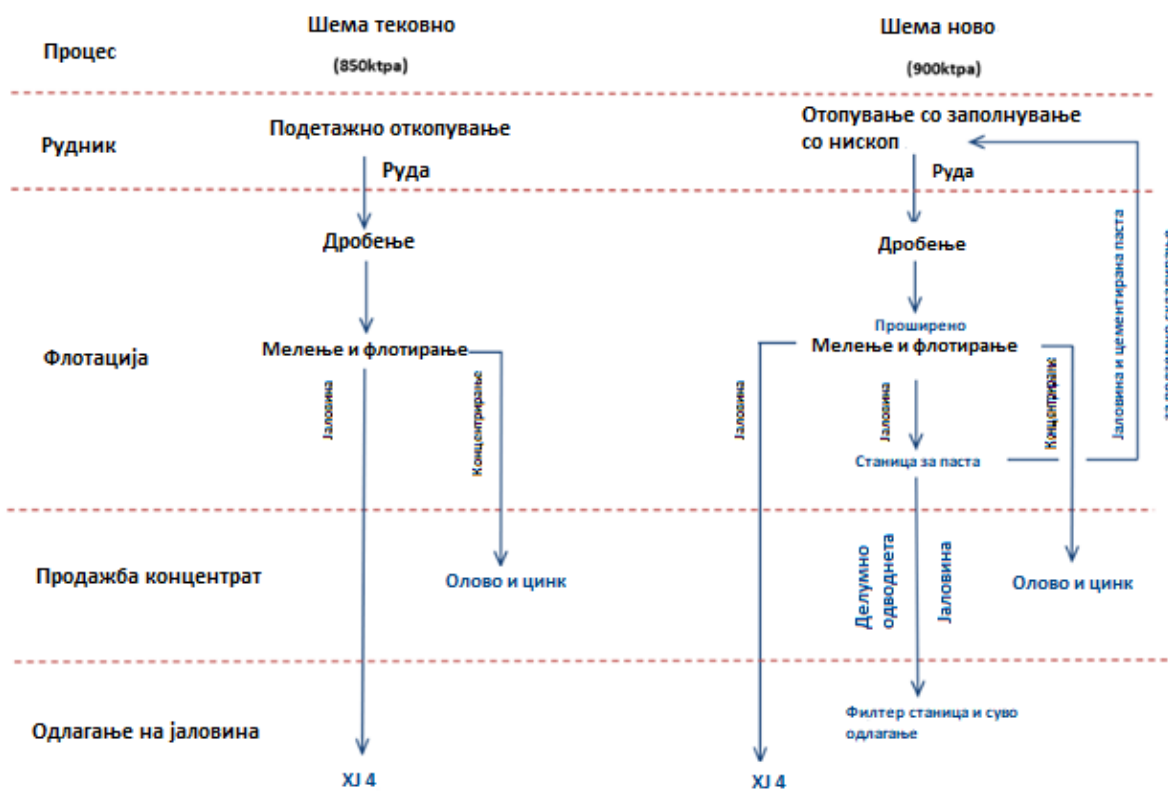 Шема тековно
Шема ново
Процес
(850ktpa)
(900ktpa)
Рудник
Подетажно откопување
Отопување со заполнување
со нископ
Руда
Руда
Дробење
Дробење
Проширено
Флотација
Мелење и флотирање
Мелење и флотирање
Јаловина
Концентрирање
Јаловина
Јаловина
Концентрирање
Јаловина и цементирана паста
Станица за паста
Продажба концентрат
Олово и цинк
Делумно
одводнета
Јаловина
Олово и цинк
Одлагање на јаловина
Филтер станица и суво
одлагање
ХЈ 4
ХЈ 4